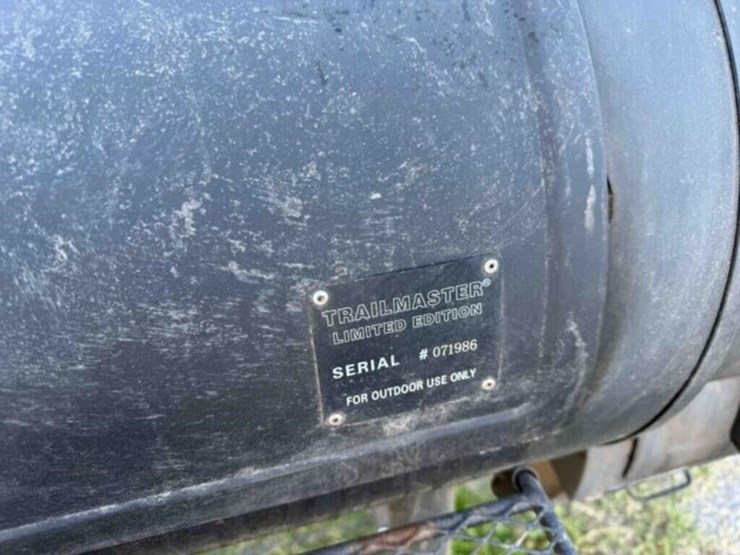 TRAILMASTER®
LIMITED EDITION
SERIAL # 071986
FOR OUTDOOR USE ONLY